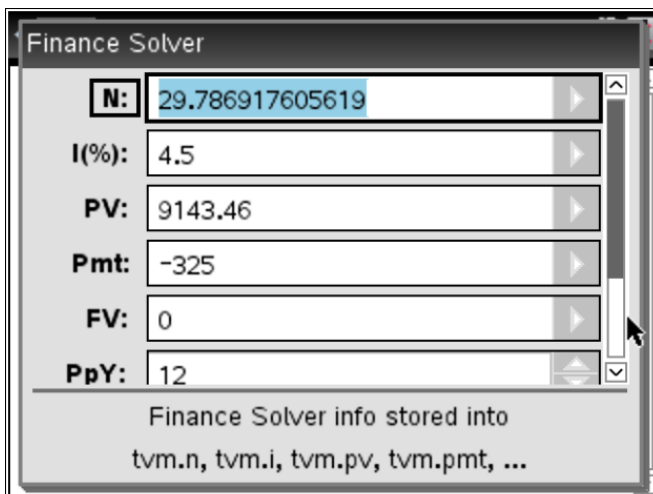 Finance Solver
N: 29.786917605619
I(%): 4.5
PV: 9143.46
Pmt: -325
FV: 0
PpY: 12
Finance Solver info stored into
tvm.n, tvm.i, tvm.pv, tvm.pmt, ...